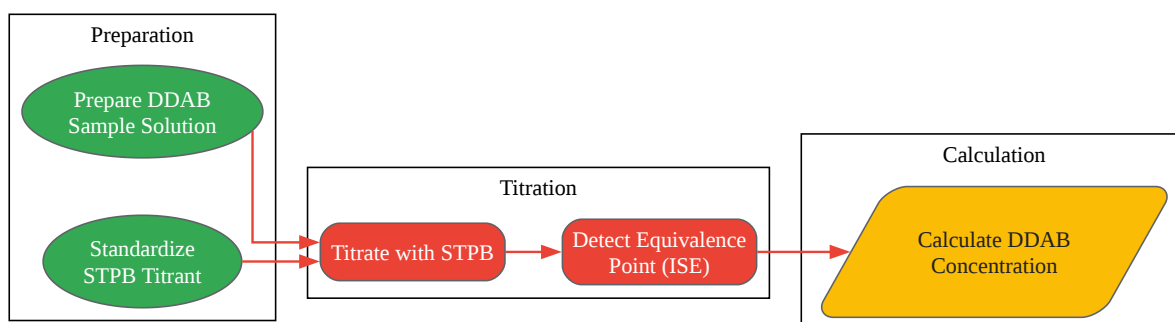 Preparation
Prepare DDAB
Sample Solution
Standardize
STPB Titrant
Titration
Titrate with STPB
Detect Equivalence
Point (ISE)
Calculation
Calculate DDAB
Concentration